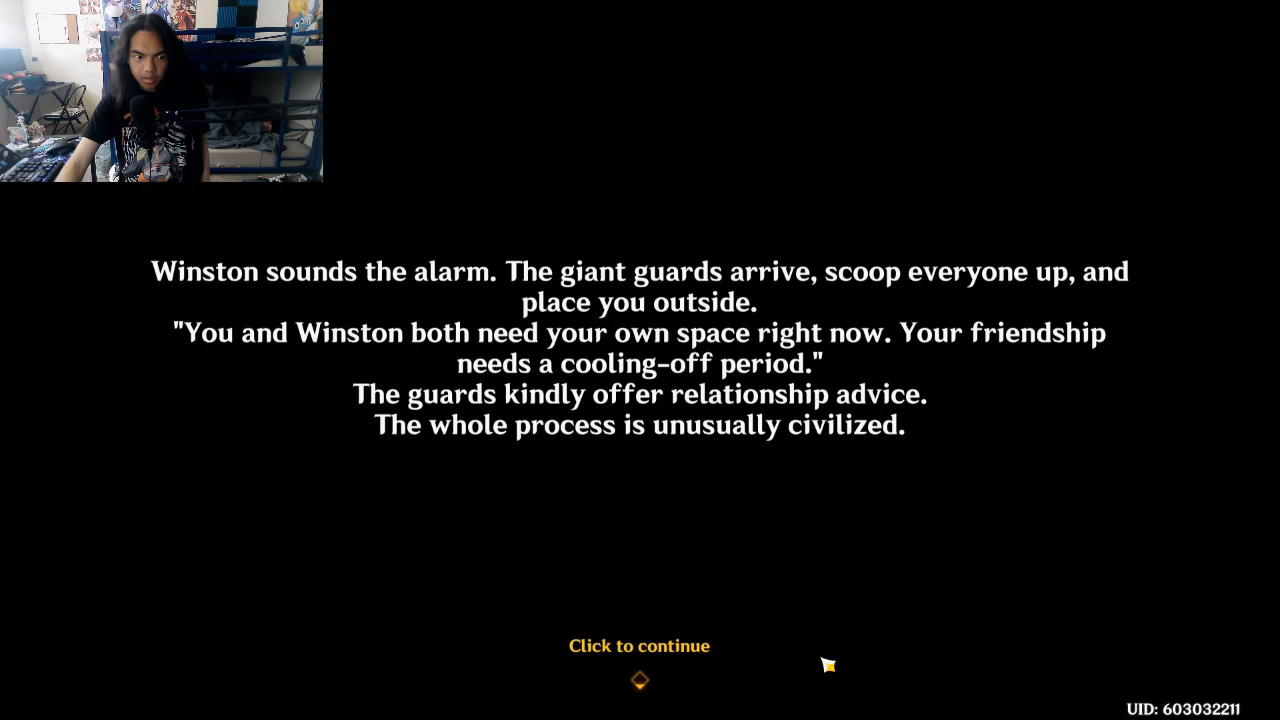 Winston sounds the alarm. The giant guards arrive, scoop everyone up, and
place you outside.
"You and Winston both need your own space right now. Your friendship
needs a cooling-off period."
The guards kindly offer relationship advice.
The whole process is unusually civilized.
Click to continue
UID: 603032211